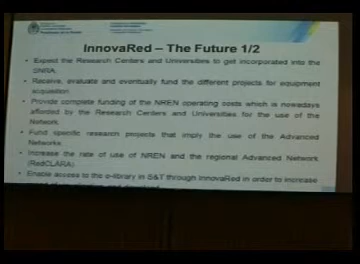 InnovaRed – The Future 1/2
• Expect the Research Centers and Universities to get incorporated into the
SNRA.
• Receive, evaluate and eventually fund the different projects for equipment
acquisition.
• Provide complete funding of the NREN operating costs which is nowadays
afforded by the Research Centers and Universities for the use of the
Network.
• Fund specific research projects that imply the use of the Advanced
Networks.
• Increase the rate of use of NREN and the regional Advanced Network
(RedCLARA).
• Enable access to the e-library in S&T through InnovaRed in order to increase